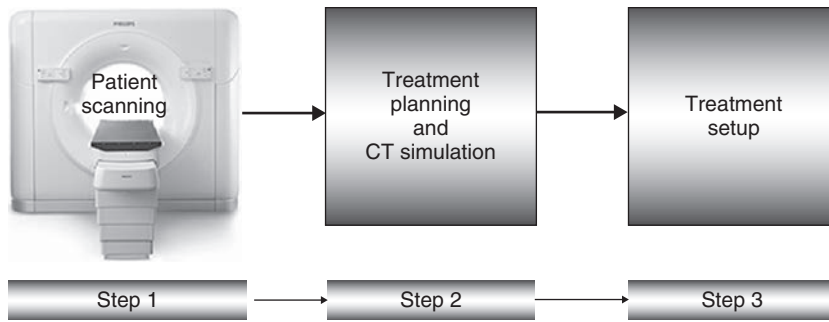 PHILIPS
Patient
scanning
Treatment
planning
and
CT simulation
Treatment
setup
Step 1
Step 2
Step 3